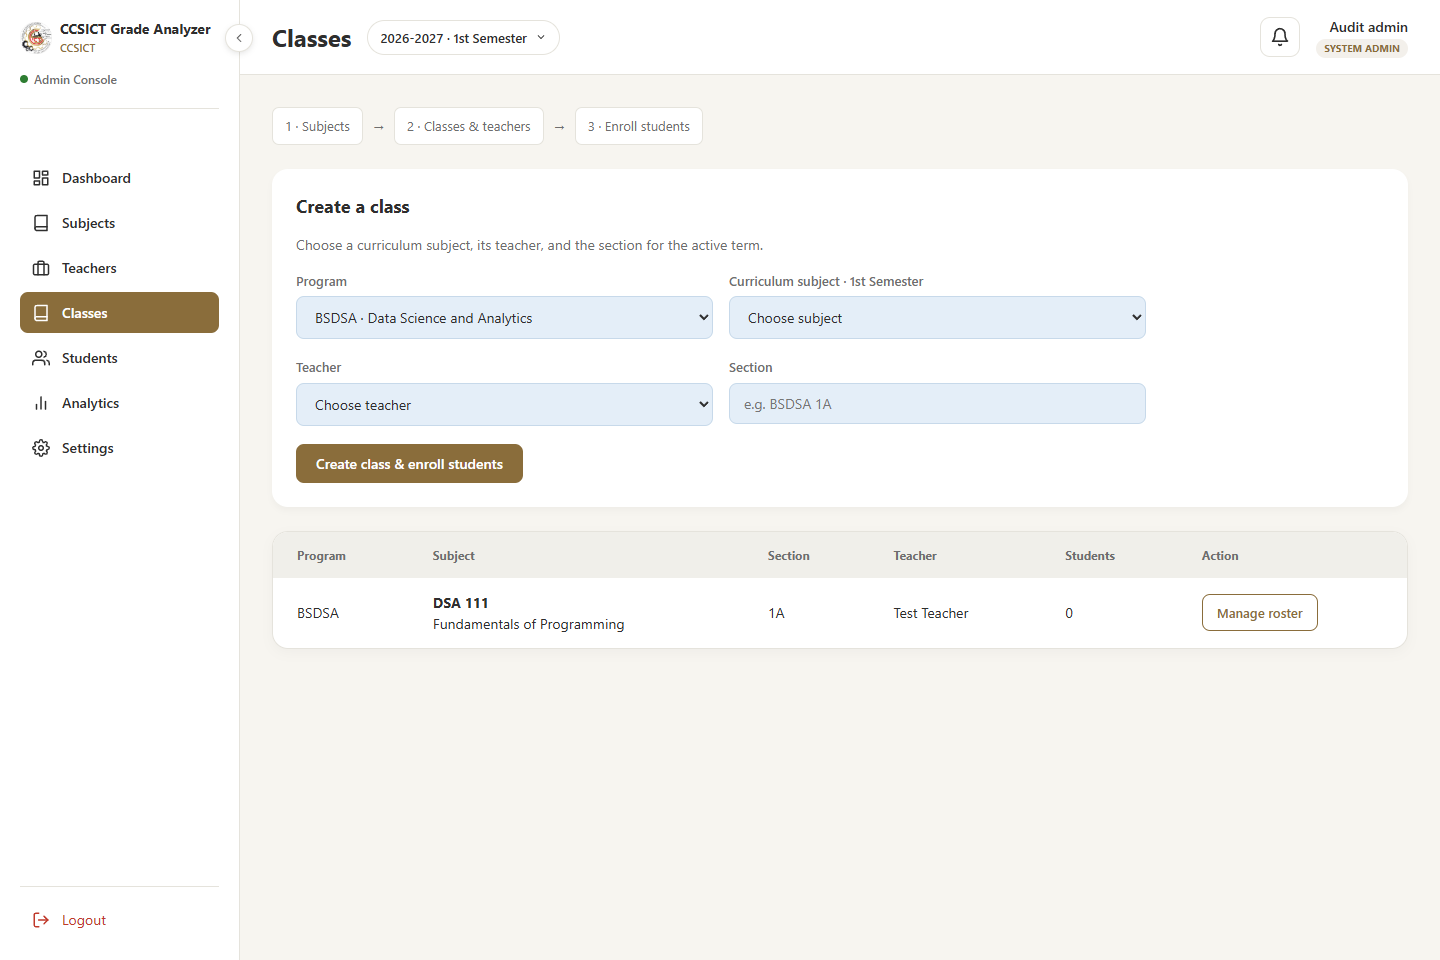 CCSICT Grade Analyzer
CCSICT
Admin Console
Dashboard
Subjects
Teachers
Classes
Students
Analytics
Settings
Logout
Classes
2026-2027 · 1st Semester
Audit admin
SYSTEM ADMIN
1 · Subjects → 2 · Classes & teachers → 3 · Enroll students
Create a class
Choose a curriculum subject, its teacher, and the section for the active term.
Program
BSDSA · Data Science and Analytics
Curriculum subject · 1st Semester
Choose subject
Teacher
Choose teacher
Section
e.g. BSDSA 1A
Create class & enroll students
Program Subject Section Teacher Students Action
BSDSA DSA 111 1A Test Teacher 0 Manage roster
Fundamentals of Programming